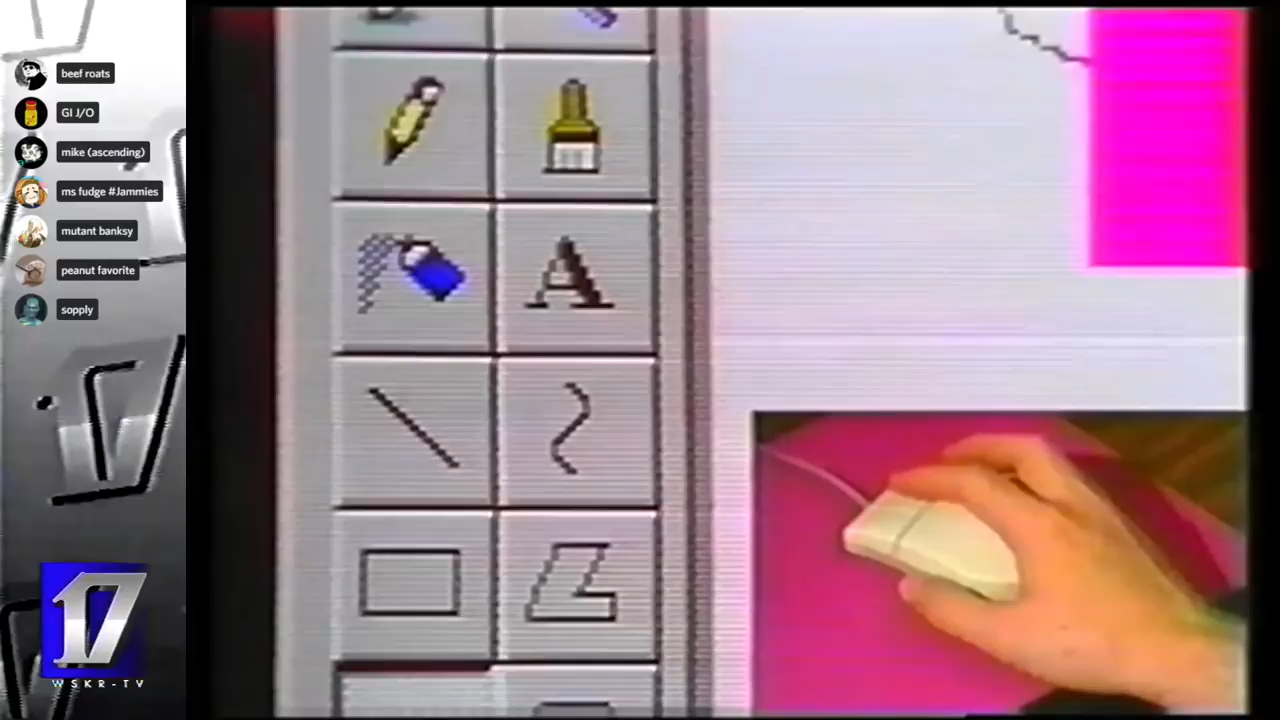 beef roats
GI J/O
mike (ascending)
ms fudge #Jammies
mutant banksy
peanut favorite
sopply
17
WSKR-TV
A